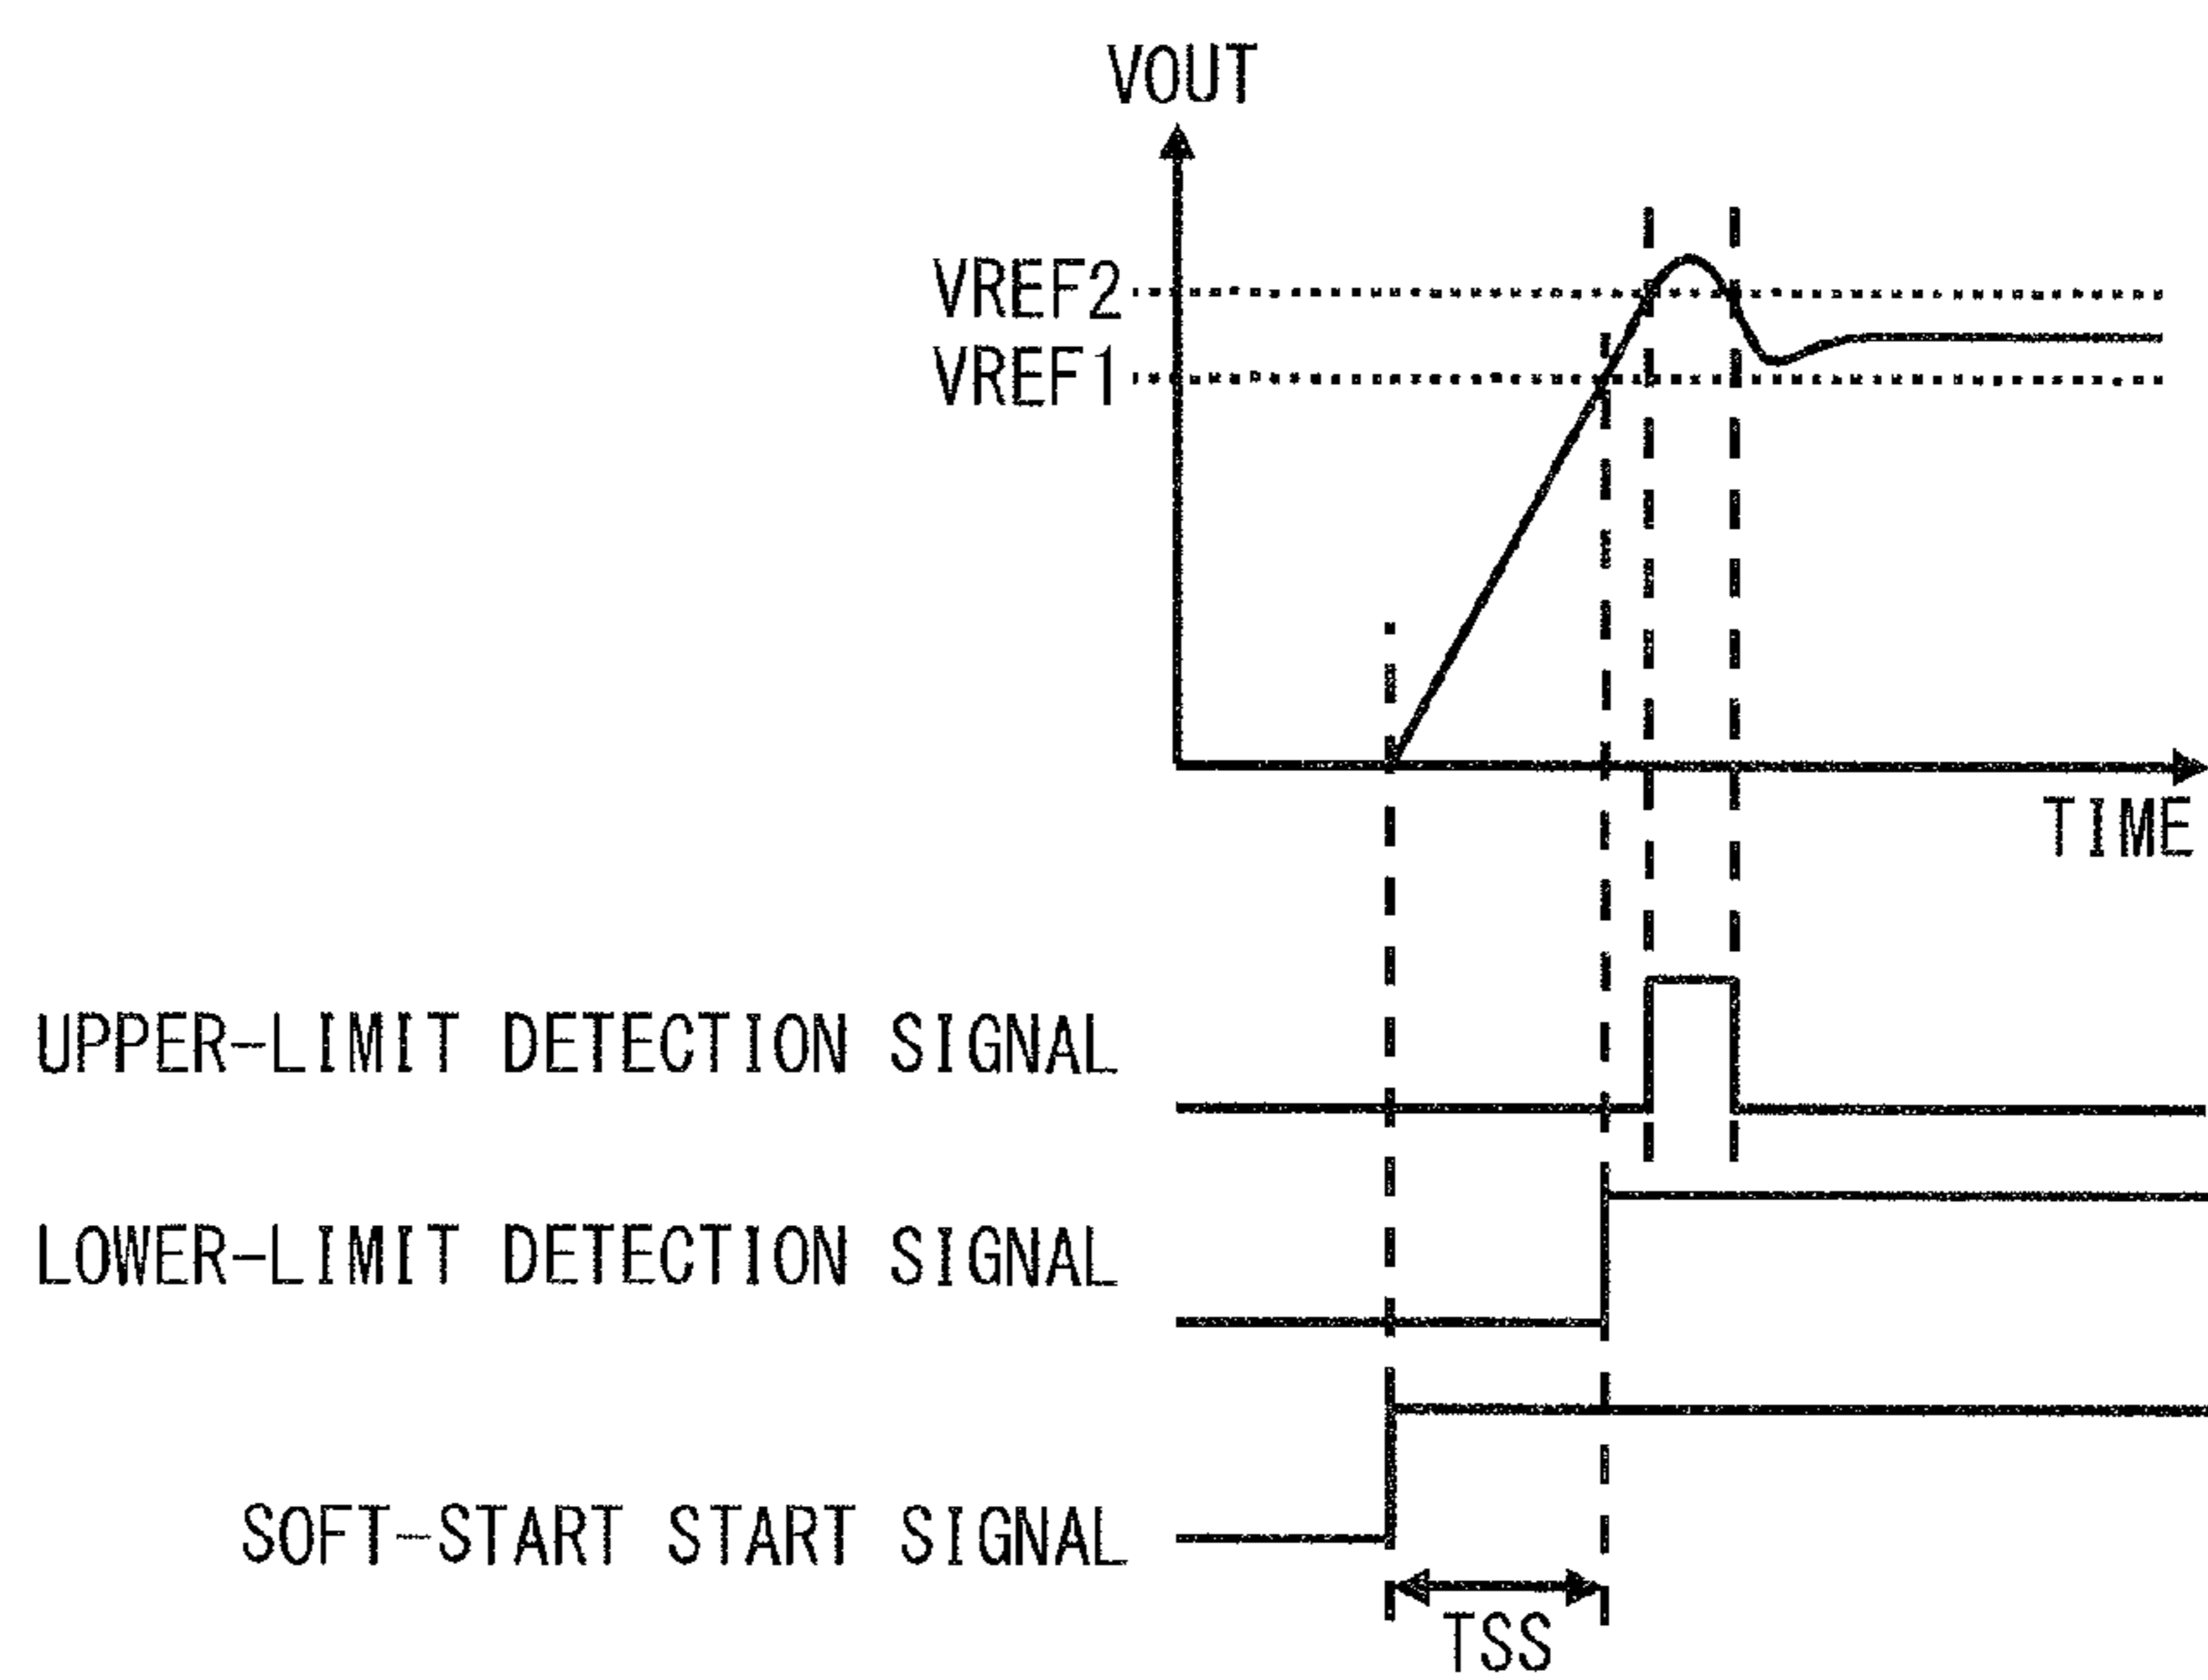 VOUT
VREF2
VREF1
TIME
UPPER-LIMIT DETECTION SIGNAL
LOWER-LIMIT DETECTION SIGNAL
SOFT-START START SIGNAL
TSS